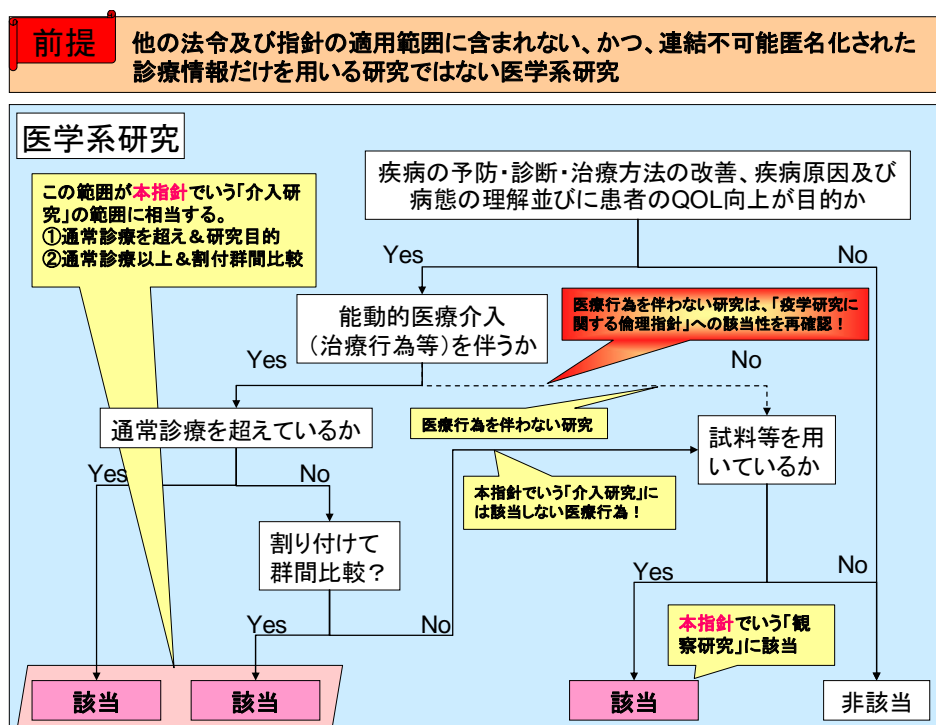 前提
他の法令及び指針の適用範囲に含まれない、かつ、連結不可能匿名化された
診療情報だけを用いる研究ではない医学系研究
医学系研究
この範囲が本指針でいう「介入研
究」の範囲に相当する。
①通常診療を超え＆研究目的
②通常診療以上＆割付群間比較
疾病の予防・診断・治療方法の改善、疾病原因及び
病態の理解並びに患者のQOL向上が目的か
Yes
No
能動的医療介入
（治療行為等）を伴うか
医療行為を伴わない研究は、「疫学研究に
関する倫理指針」への該当性を再確認！
Yes
No
通常診療を超えているか
医療行為を伴わない研究
試料等を用
いているか
Yes
No
本指針でいう「介入研究」に
は該当しない医療行為！
割り付けて
群間比較？
Yes
No
Yes
No
本指針でいう「観
察研究」に該当
該当
該当
該当
非該当